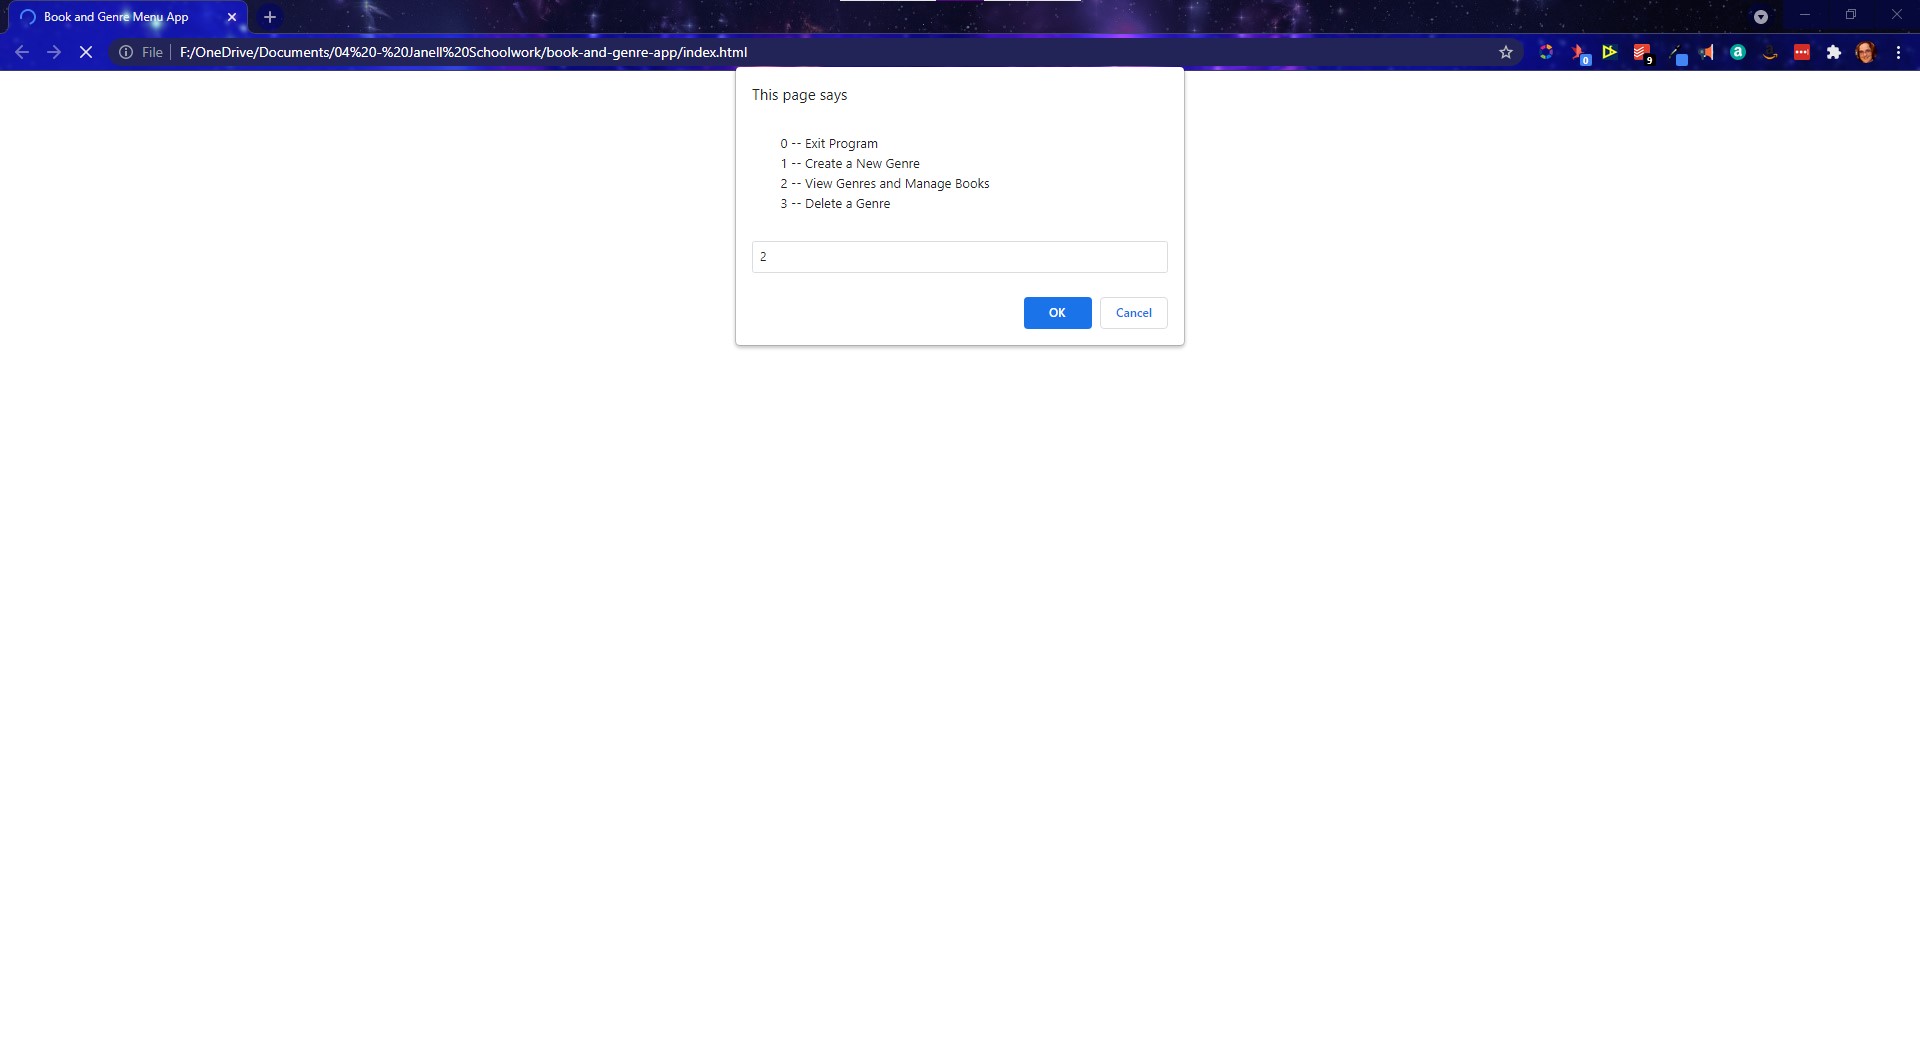 Book and Genre Menu App
File F:/OneDrive/Documents/04%20-%20Janell%20Schoolwork/book-and-genre-app/index.html
0
9
a
This page says
0 -- Exit Program
1 -- Create a New Genre
2 -- View Genres and Manage Books
3 -- Delete a Genre
2
OK Cancel